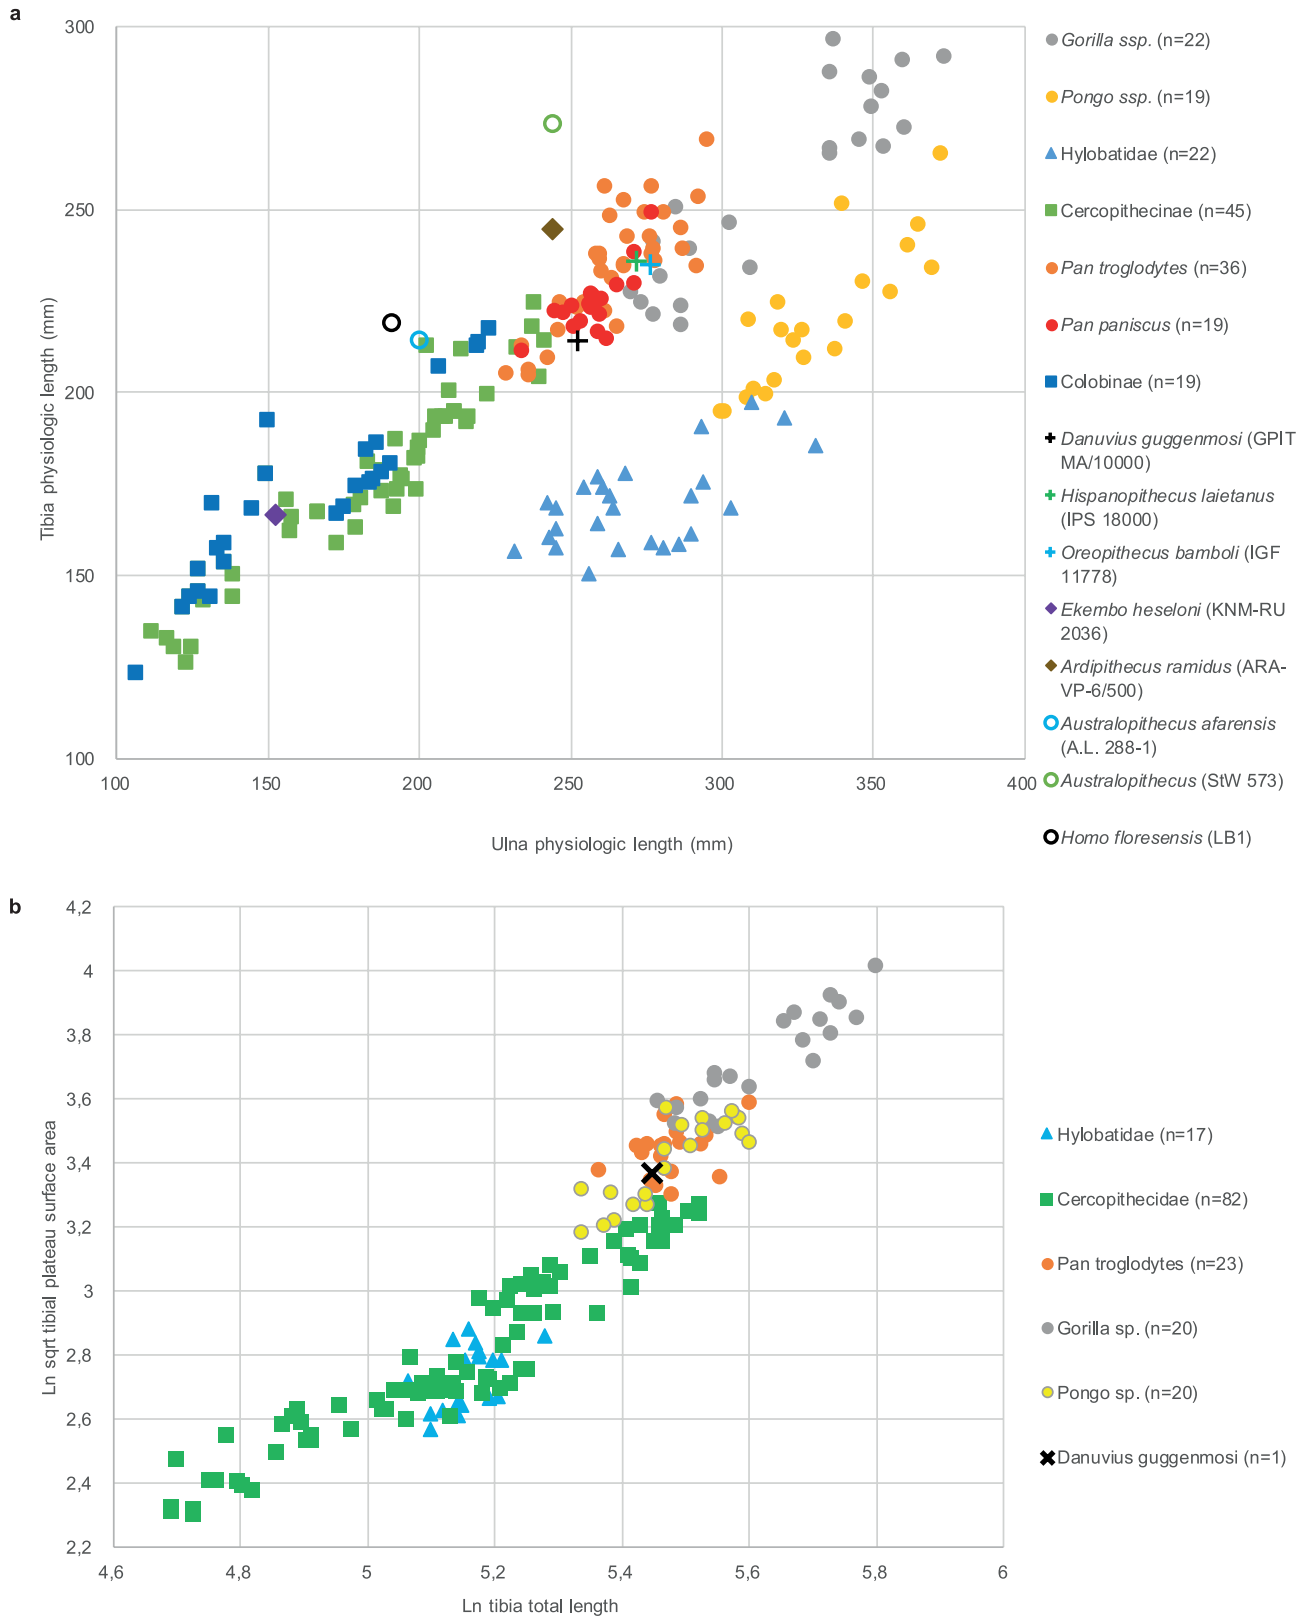 a
300
250
200
150
100
100
150
200
250
300
350
400
Tibia physiologic length (mm)
Ulna physiologic length (mm)
Gorilla ssp. (n=22)
Pongo ssp. (n=19)
Hylobatidae (n=22)
Cercopithecinae (n=45)
Pan troglodytes (n=36)
Pan paniscus (n=19)
Colobinae (n=19)
Danuvius guggenmosi (GPIT
MA/10000)
Hispanopithecus laietanus
(IPS 18000)
Oreopithecus bamboli (IGF
11778)
Ekembo heseloni (KNM-RU
2036)
Ardipithecus ramidus (ARA-
VP-6/500)
Australopithecus afarensis
(A.L. 288-1)
Australopithecus (StW 573)
Homo floresensis (LB1)
b
4,2
4
3,8
3,6
3,4
3,2
3
2,8
2,6
2,4
2,2
4,6
4,8
5
5,2
5,4
5,6
5,8
6
Ln sqrt tibial plateau surface area
Ln tibia total length
Hylobatidae (n=17)
Cercopithecidae (n=82)
Pan troglodytes (n=23)
Gorilla sp. (n=20)
Pongo sp. (n=20)
Danuvius guggenmosi (n=1)